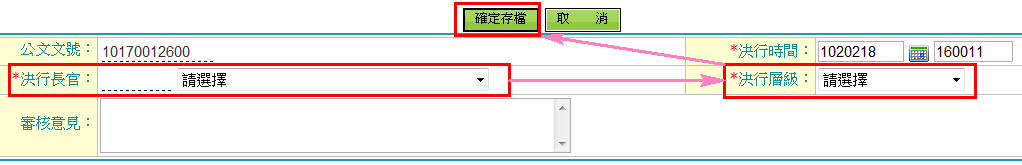 確定存檔 取 消
公文文號： 10170012600 *決行時間： 1020218 160011
*決行長官： 請選擇 *決行層級： 請選擇
審核意見：